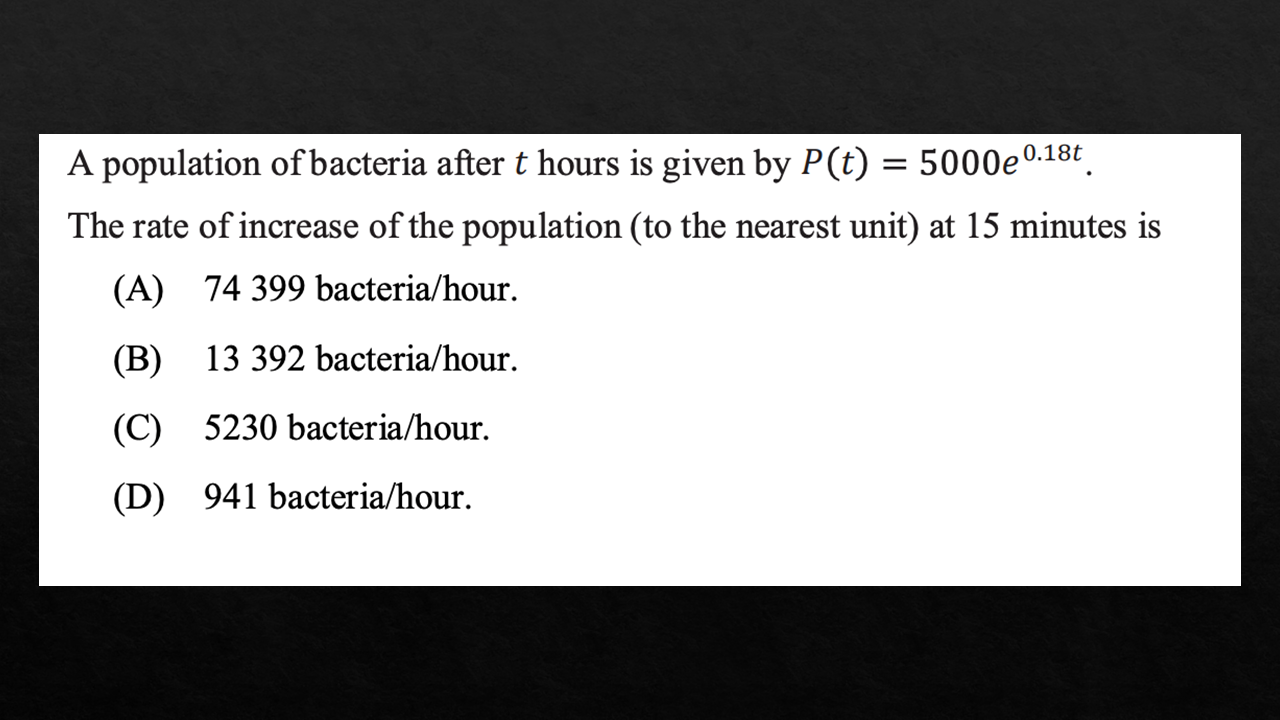 A population of bacteria after t hours is given by P(t) = 5000e^{0.18t}.
The rate of increase of the population (to the nearest unit) at 15 minutes is
(A) 74 399 bacteria/hour.
(B) 13 392 bacteria/hour.
(C) 5230 bacteria/hour.
(D) 941 bacteria/hour.